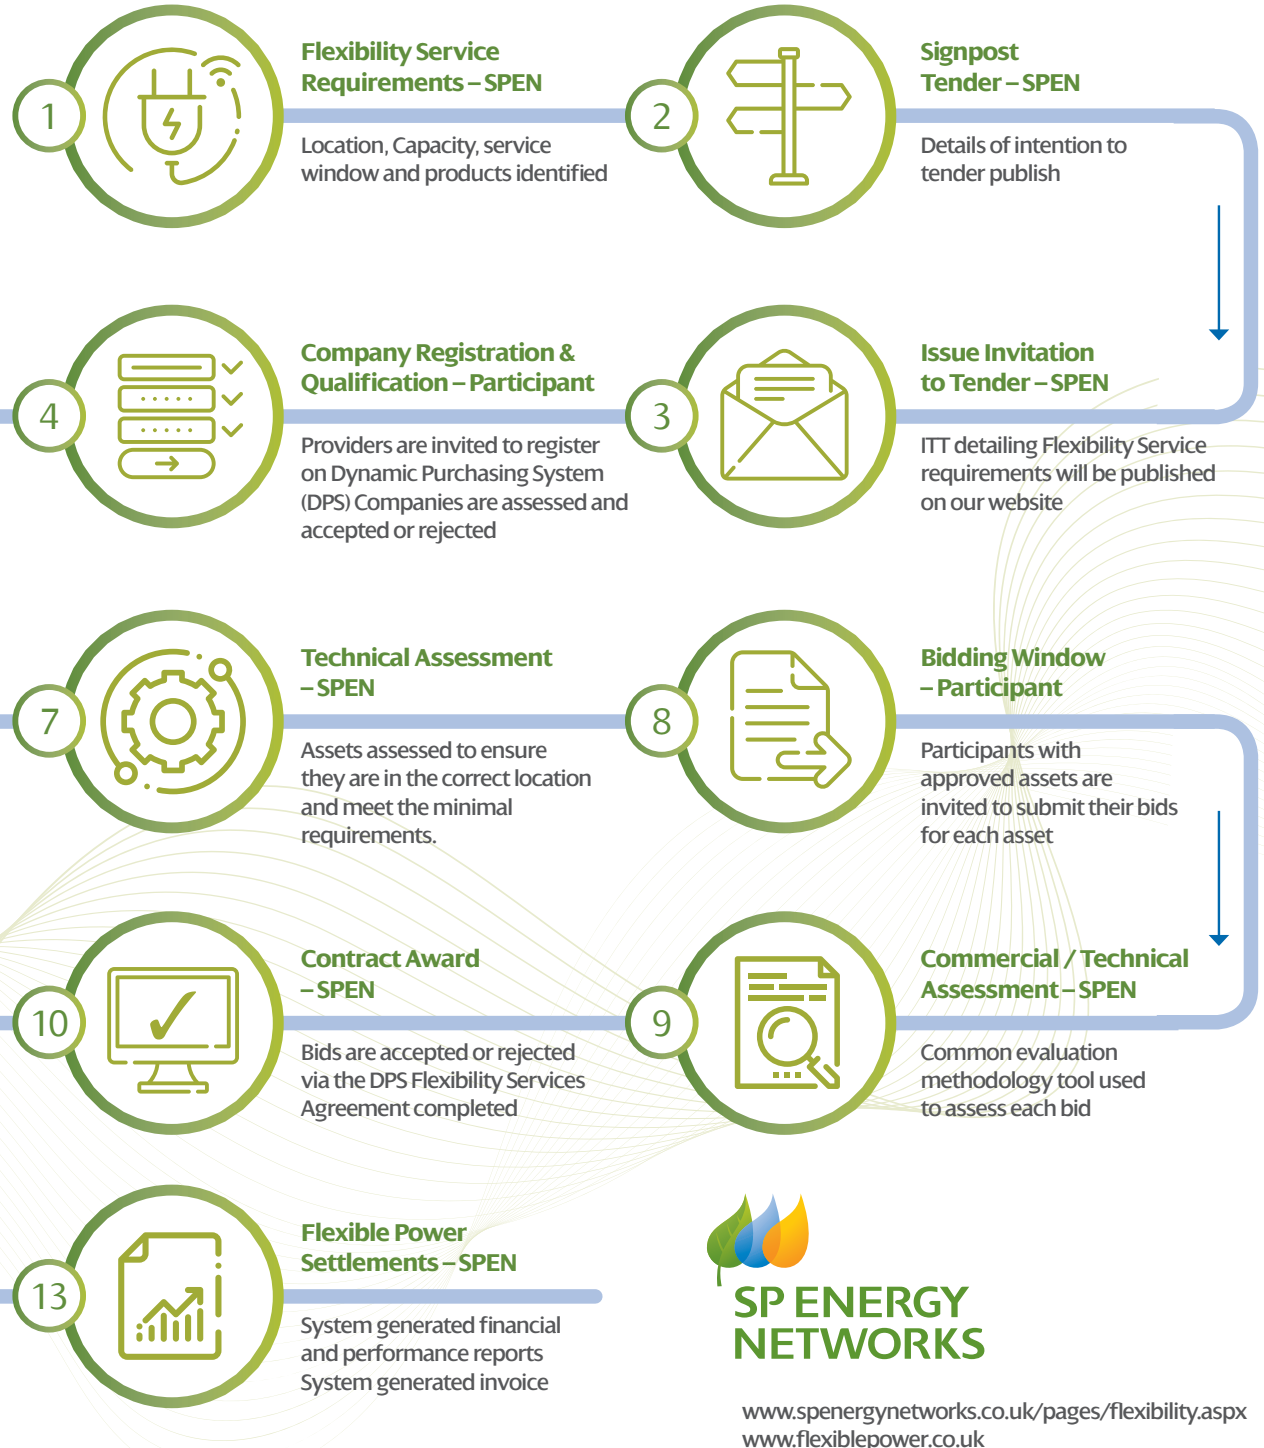 1
Flexibility Service
Requirements – SPEN
Location, Capacity, service
window and products identified
2
Signpost
Tender – SPEN
Details of intention to
tender publish
3
Issue Invitation
to Tender – SPEN
ITT detailing Flexibility Service
requirements will be published
on our website
4
Company Registration &
Qualification – Participant
Providers are invited to register
on Dynamic Purchasing System
(DPS) Companies are assessed and
accepted or rejected
7
Technical Assessment
– SPEN
Assets assessed to ensure
they are in the correct location
and meet the minimal
requirements.
8
Bidding Window
– Participant
Participants with
approved assets are
invited to submit their bids
for each asset
9
Commercial / Technical
Assessment – SPEN
Common evaluation
methodology tool used
to assess each bid
10
Contract Award
– SPEN
Bids are accepted or rejected
via the DPS Flexibility Services
Agreement completed
13
Flexible Power
Settlements – SPEN
System generated financial
and performance reports
System generated invoice
SP ENERGY
NETWORKS
www.spenergynetworks.co.uk/pages/flexibility.aspx
www.flexiblepower.co.uk